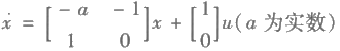 ẋ = [ -a -1 ; 1 0 ] x + [ 1 ; 0 ] u(a 为实数)